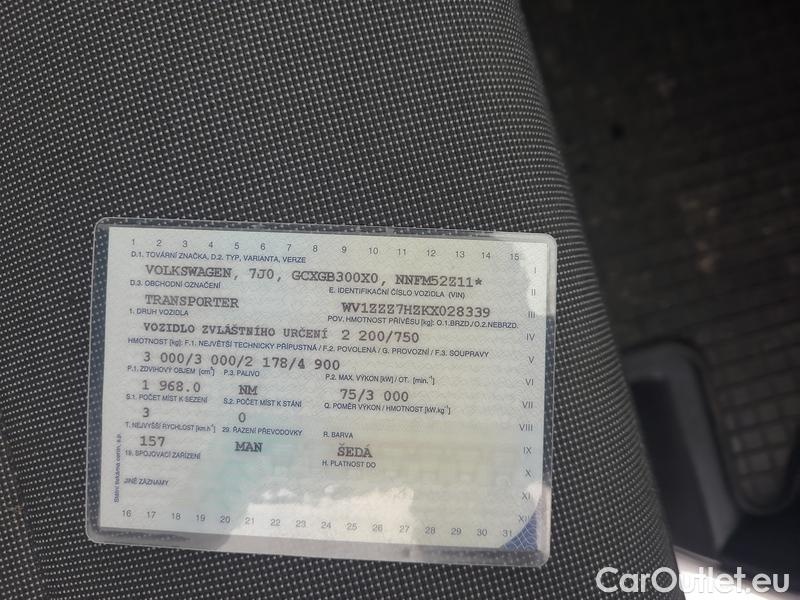 1 2 3 4 5 6 7 8 9 10 11 12 13 14 15
D.1. TOVÁRNÍ ZNAČKA, D.2. TYP, VARIANTA, VERZE I
VOLKSWAGEN, 7J0, GCXGB300X0, NNFM52Z11*
D.3. OBCHODNÍ OZNAČENÍ E. IDENTIFIKAČNÍ ČÍSLO VOZIDLA (VIN) II
TRANSPORTER WV1ZZZ7HZKX028339
1. DRUH VOZIDLA POV. HMOTNOST PŘÍVĚSU [kg]: O.1.BRZD./O.2.NEBRZD. III
VOZIDLO ZVLÁŠTNÍHO URČENÍ 2 200/750 IV
HMOTNOST [kg]: F.1. NEJVĚTŠÍ TECHNICKY PŘÍPUSTNÁ / F.2. POVOLENÁ / G. PROVOZNÍ / F.3. SOUPRAVY
3 000/3 000/2 178/4 900 V
P.1. ZDVIHOVÝ OBJEM [cm³] P.3. PALIVO P.2. MAX. VÝKON [kW] / OT. [min.⁻¹] VI
1 968.0 NM 75/3 000
S.1. POČET MÍST K SEZENÍ S.2. POČET MÍST K STÁNÍ Q. POMĚR VÝKON / HMOTNOST [kW.kg⁻¹] VII
3 0
T. NEJVYŠŠÍ RYCHLOST [km.h⁻¹] 29. ŘAZENÍ PŘEVODOVKY R. BARVA VIII
157 MAN ŠEDÁ IX
19. SPOJOVACÍ ZAŘÍZENÍ H. PLATNOST DO X
JINÉ ZÁZNAMY XI
XII
16 17 18 19 20 21 22 23 24 25 26 27 28 29 30 31
Státní tiskárna cenin, s.p.
CarOutlet.eu